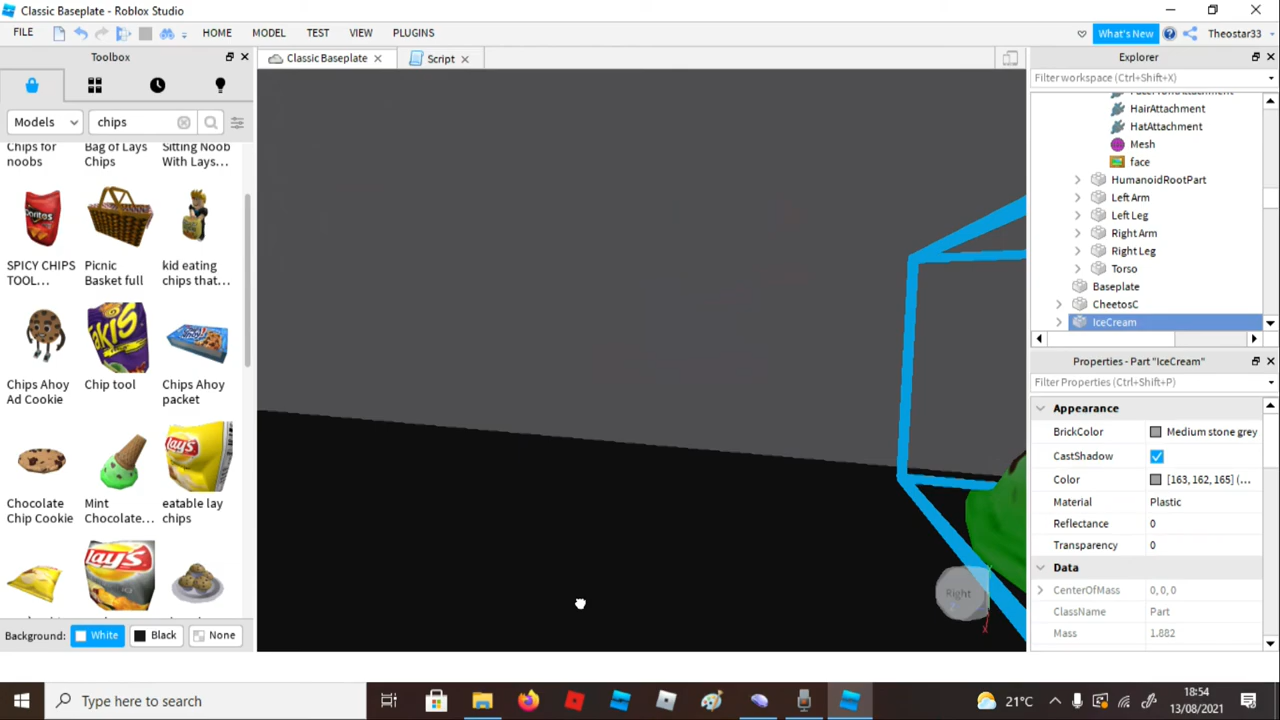 Classic Baseplate - Roblox Studio
FILE HOME MODEL TEST VIEW PLUGINS What's New Theostar33
Toolbox
Classic Baseplate Script
Explorer
Filter workspace (Ctrl+Shift+X)
Models chips
HairAttachment
HatAttachment
Mesh
face
HumanoidRootPart
Left Arm
Left Leg
Right Arm
Right Leg
Torso
Baseplate
CheetosC
IceCream
Chips for noobs
Bag of Lays Chips
Sitting Noob With Lays...
SPICY CHIPS TOOL...
Picnic Basket full
kid eating chips that...
Chips Ahoy Ad Cookie
Chip tool
Chips Ahoy packet
Chocolate Chip Cookie
Mint Chocolate...
eatable lay chips
Background: White Black None
Right
X
Properties - Part "IceCream"
Filter Properties (Ctrl+Shift+P)
Appearance
BrickColor Medium stone grey
CastShadow
Color [163, 162, 165] (...
Material Plastic
Reflectance 0
Transparency 0
Data
CenterOfMass 0, 0, 0
ClassName Part
Mass 1.882
Type here to search
21°C
18:54
13/08/2021